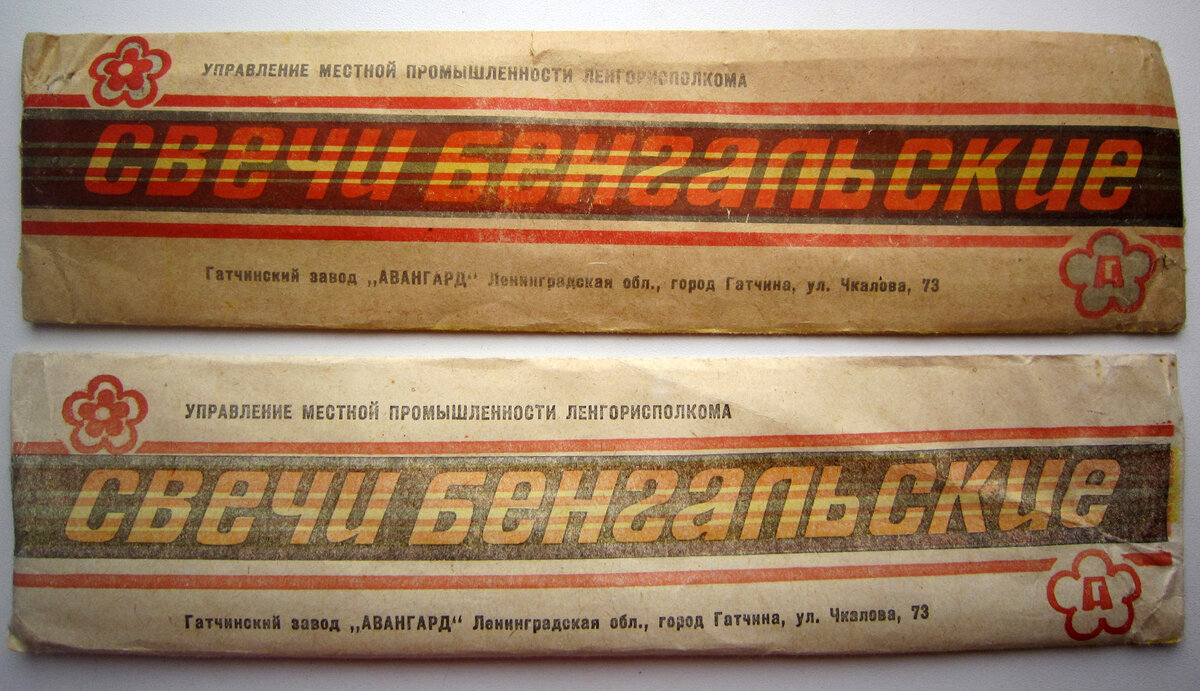 УПРАВЛЕНИЕ МЕСТНОЙ ПРОМЫШЛЕННОСТИ ЛЕНГОРИСПОЛКОМА
СВЕЧИ БЕНГАЛЬСКИЕ
Гатчинский завод „АВАНГАРД“ Ленинградская обл., город Гатчина, ул. Чкалова, 73
УПРАВЛЕНИЕ МЕСТНОЙ ПРОМЫШЛЕННОСТИ ЛЕНГОРИСПОЛКОМА
СВЕЧИ БЕНГАЛЬСКИЕ
Гатчинский завод „АВАНГАРД“ Ленинградская обл., город Гатчина, ул. Чкалова, 73